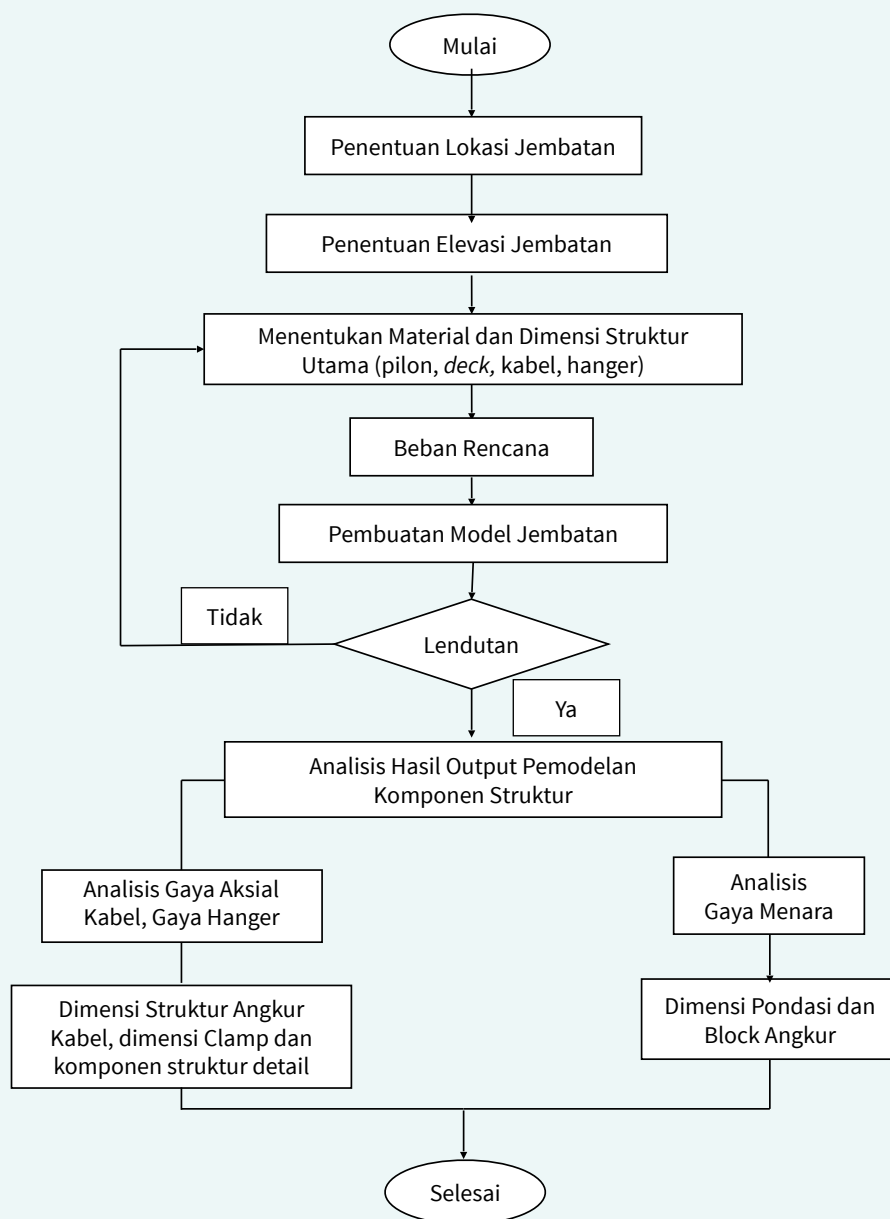 Mulai
Penentuan Lokasi Jembatan
Penentuan Elevasi Jembatan
Menentukan Material dan Dimensi Struktur
Utama (pilon, deck, kabel, hanger)
Beban Rencana
Pembuatan Model Jembatan
Tidak
Lendutan
Ya
Analisis Hasil Output Pemodelan
Komponen Struktur
Analisis Gaya Aksial
Kabel, Gaya Hanger
Analisis
Gaya Menara
Dimensi Struktur Angkur
Kabel, dimensi Clamp dan
komponen struktur detail
Dimensi Pondasi dan
Block Angkur
Selesai